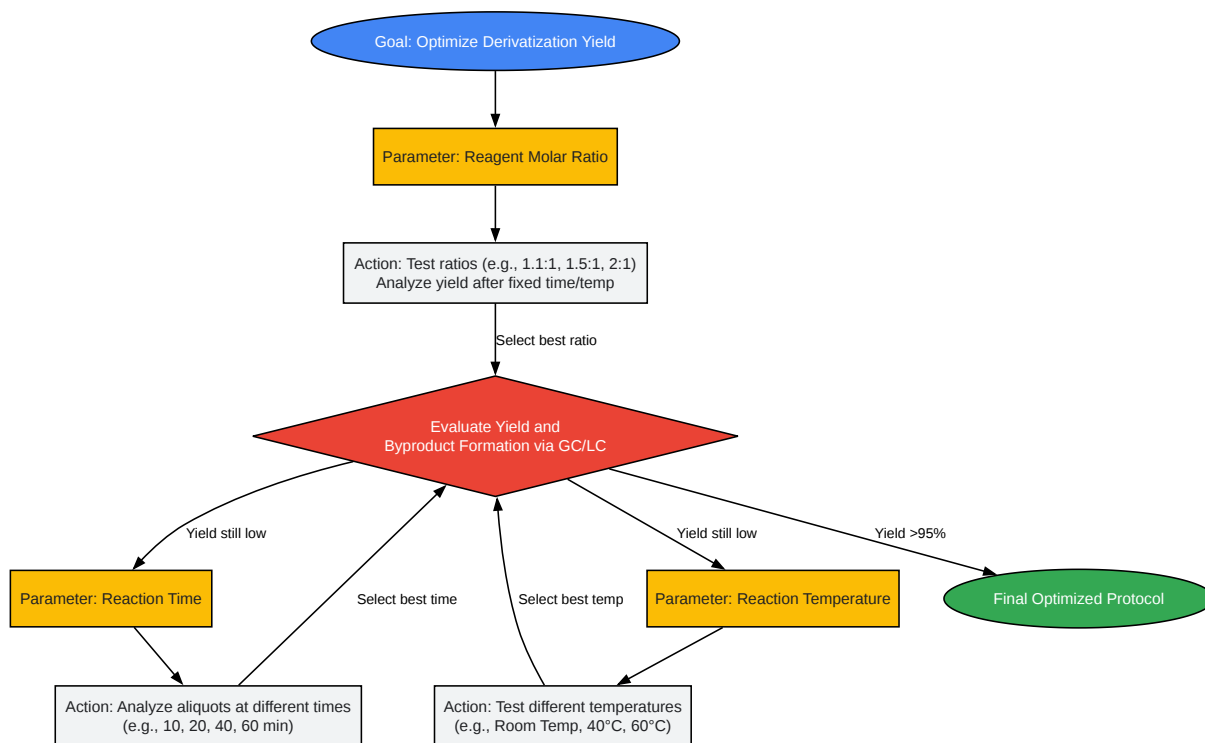 Goal: Optimize Derivatization Yield
Parameter: Reagent Molar Ratio
Action: Test ratios (e.g., 1.1:1, 1.5:1, 2:1)
Analyze yield after fixed time/temp
Select best ratio
Evaluate Yield and
Byproduct Formation via GC/LC
Yield still low
Yield still low
Yield >95%
Parameter: Reaction Time
Select best time
Select best temp
Parameter: Reaction Temperature
Final Optimized Protocol
Action: Analyze aliquots at different times
(e.g., 10, 20, 40, 60 min)
Action: Test different temperatures
(e.g., Room Temp, 40°C, 60°C)